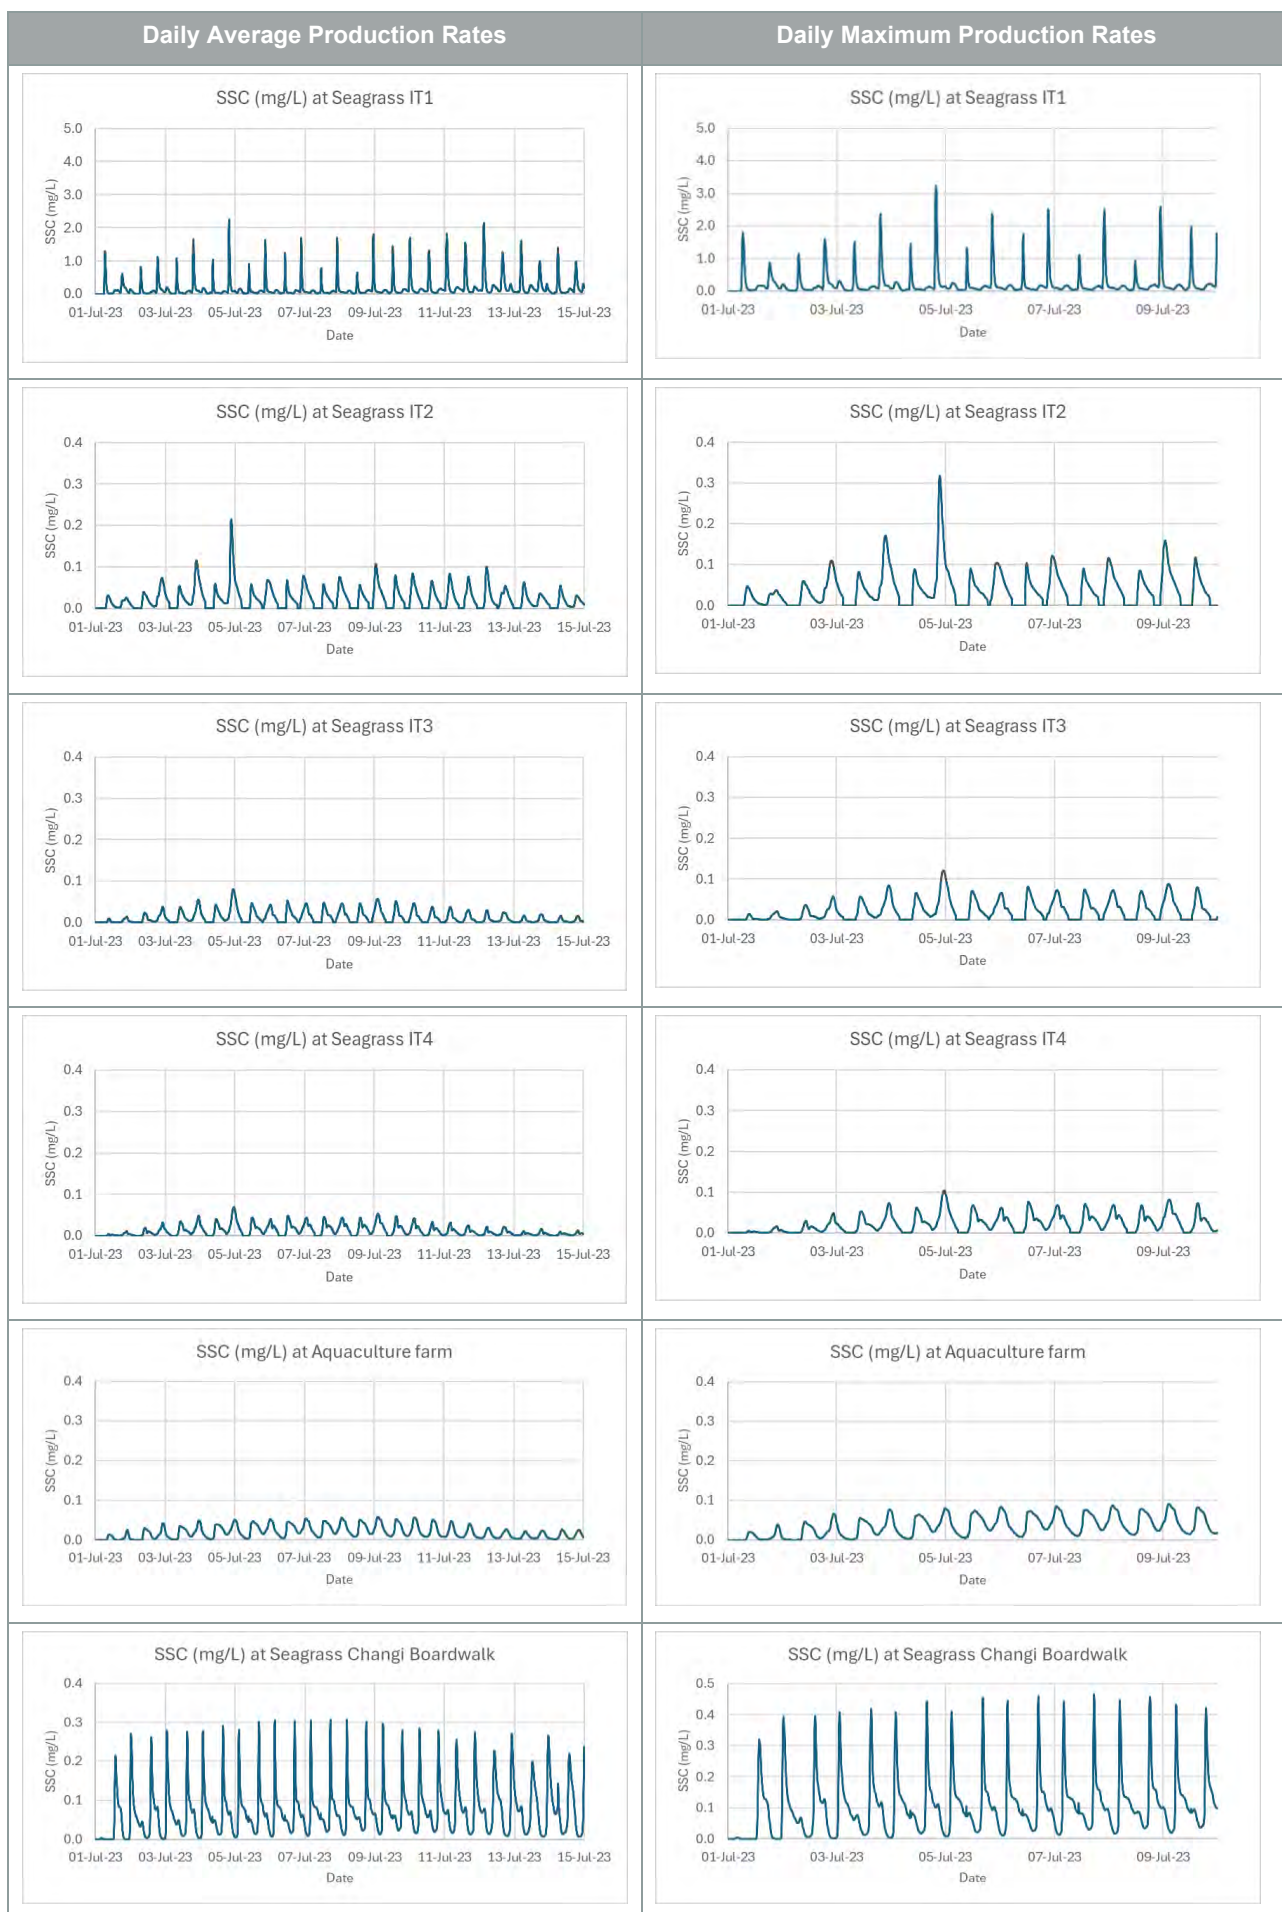 Daily Average Production Rates
Daily Maximum Production Rates
SSC (mg/L) at Seagrass IT1
5.0
4.0
3.0
2.0
1.0
0.0
SSC (mg/L)
01-Jul-23 03-Jul-23 05-Jul-23 07-Jul-23 09-Jul-23 11-Jul-23 13-Jul-23 15-Jul-23
Date
SSC (mg/L) at Seagrass IT1
5.0
4.0
3.0
2.0
1.0
0.0
SSC (mg/L)
01-Jul-23 03-Jul-23 05-Jul-23 07-Jul-23 09-Jul-23
Date
SSC (mg/L) at Seagrass IT2
0.4
0.3
0.2
0.1
0.0
SSC (mg/L)
01-Jul-23 03-Jul-23 05-Jul-23 07-Jul-23 09-Jul-23 11-Jul-23 13-Jul-23 15-Jul-23
Date
SSC (mg/L) at Seagrass IT2
0.4
0.3
0.2
0.1
0.0
SSC (mg/L)
01-Jul-23 03-Jul-23 05-Jul-23 07-Jul-23 09-Jul-23
Date
SSC (mg/L) at Seagrass IT3
0.4
0.3
0.2
0.1
0.0
SSC (mg/L)
01-Jul-23 03-Jul-23 05-Jul-23 07-Jul-23 09-Jul-23 11-Jul-23 13-Jul-23 15-Jul-23
Date
SSC (mg/L) at Seagrass IT3
0.4
0.3
0.2
0.1
0.0
SSC (mg/L)
01-Jul-23 03-Jul-23 05-Jul-23 07-Jul-23 09-Jul-23
Date
SSC (mg/L) at Seagrass IT4
0.4
0.3
0.2
0.1
0.0
SSC (mg/L)
01-Jul-23 03-Jul-23 05-Jul-23 07-Jul-23 09-Jul-23 11-Jul-23 13-Jul-23 15-Jul-23
Date
SSC (mg/L) at Seagrass IT4
0.4
0.3
0.2
0.1
0.0
SSC (mg/L)
01-Jul-23 03-Jul-23 05-Jul-23 07-Jul-23 09-Jul-23
Date
SSC (mg/L) at Aquaculture farm
0.4
0.3
0.2
0.1
0.0
SSC (mg/L)
01-Jul-23 03-Jul-23 05-Jul-23 07-Jul-23 09-Jul-23 11-Jul-23 13-Jul-23 15-Jul-23
Date
SSC (mg/L) at Aquaculture farm
0.4
0.3
0.2
0.1
0.0
SSC (mg/L)
01-Jul-23 03-Jul-23 05-Jul-23 07-Jul-23 09-Jul-23
Date
SSC (mg/L) at Seagrass Changi Boardwalk
0.4
0.3
0.2
0.1
0.0
SSC (mg/L)
01-Jul-23 03-Jul-23 05-Jul-23 07-Jul-23 09-Jul-23 11-Jul-23 13-Jul-23 15-Jul-23
Date
SSC (mg/L) at Seagrass Changi Boardwalk
0.5
0.4
0.3
0.2
0.1
0.0
SSC (mg/L)
01-Jul-23 03-Jul-23 05-Jul-23 07-Jul-23 09-Jul-23
Date